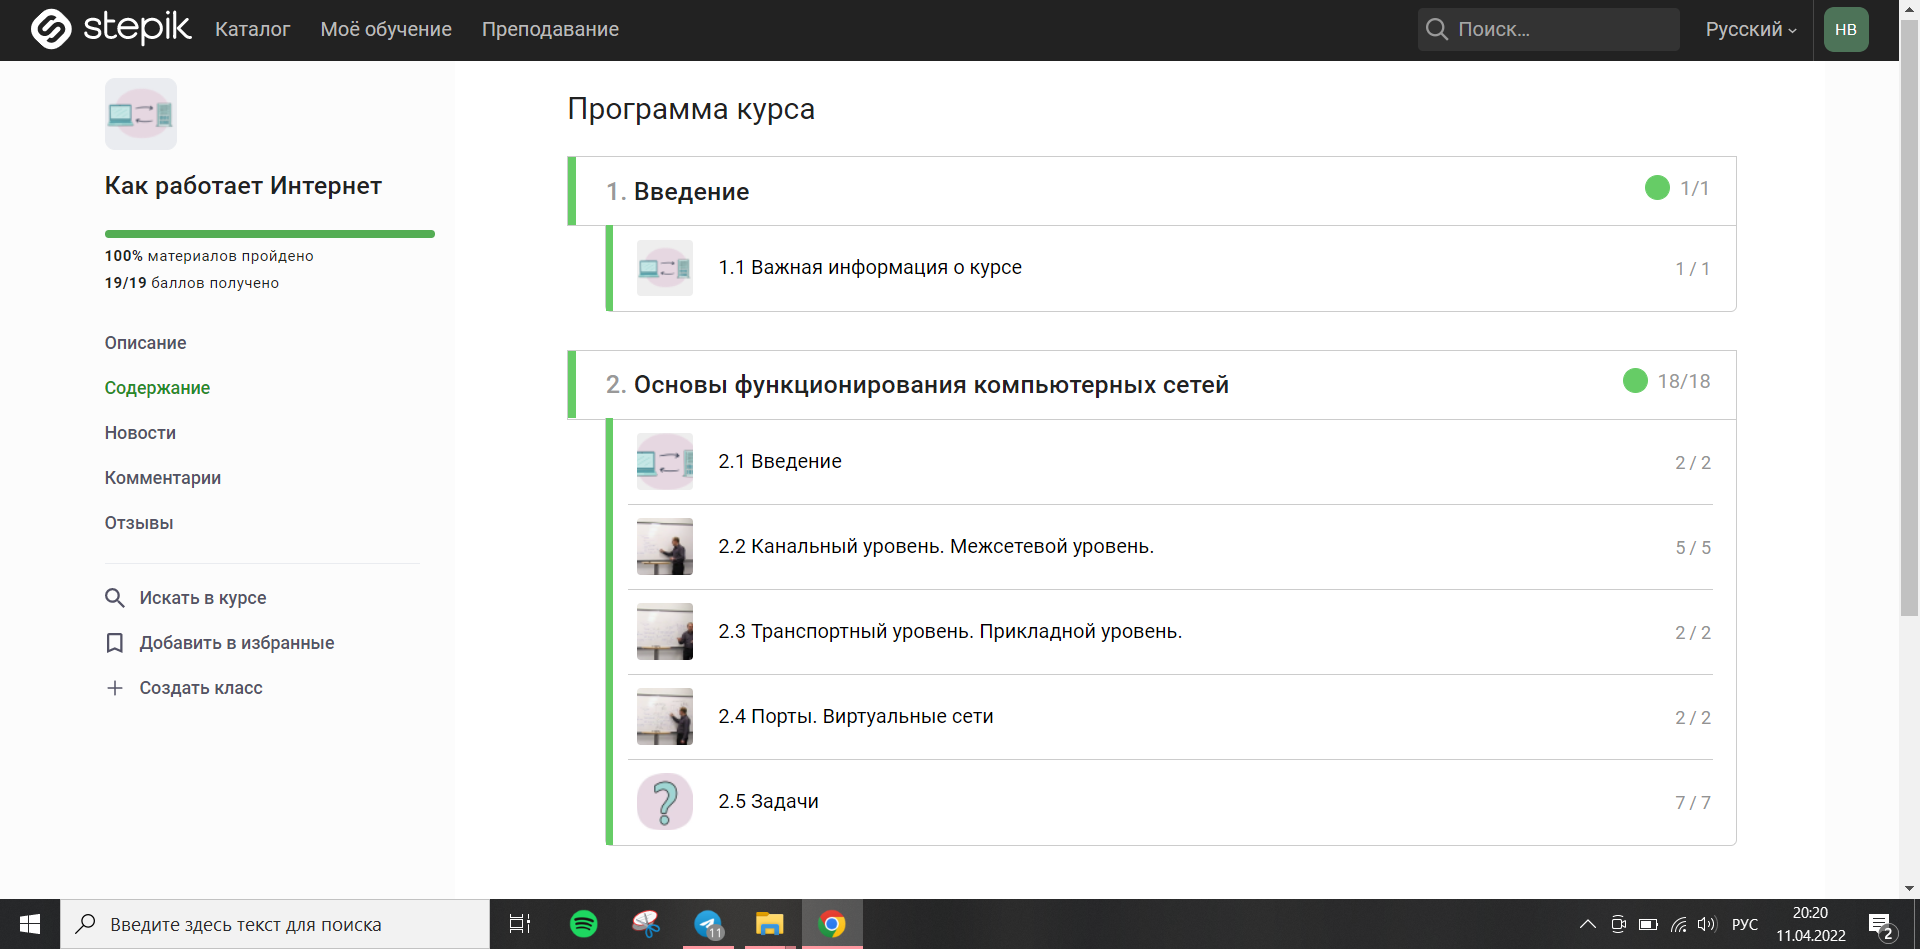 stepik
Каталог
Моё обучение
Преподавание
Поиск...
Русский
НВ
Как работает Интернет
100% материалов пройдено
19/19 баллов получено
Описание
Содержание
Новости
Комментарии
Отзывы
Искать в курсе
Добавить в избранные
Создать класс
Программа курса
1. Введение
1/1
1.1 Важная информация о курсе
1 / 1
2. Основы функционирования компьютерных сетей
18/18
2.1 Введение
2 / 2
2.2 Канальный уровень. Межсетевой уровень.
5 / 5
2.3 Транспортный уровень. Прикладной уровень.
2 / 2
2.4 Порты. Виртуальные сети
2 / 2
?
2.5 Задачи
7 / 7
Введите здесь текст для поиска
11
РУС
20:20
11.04.2022
2